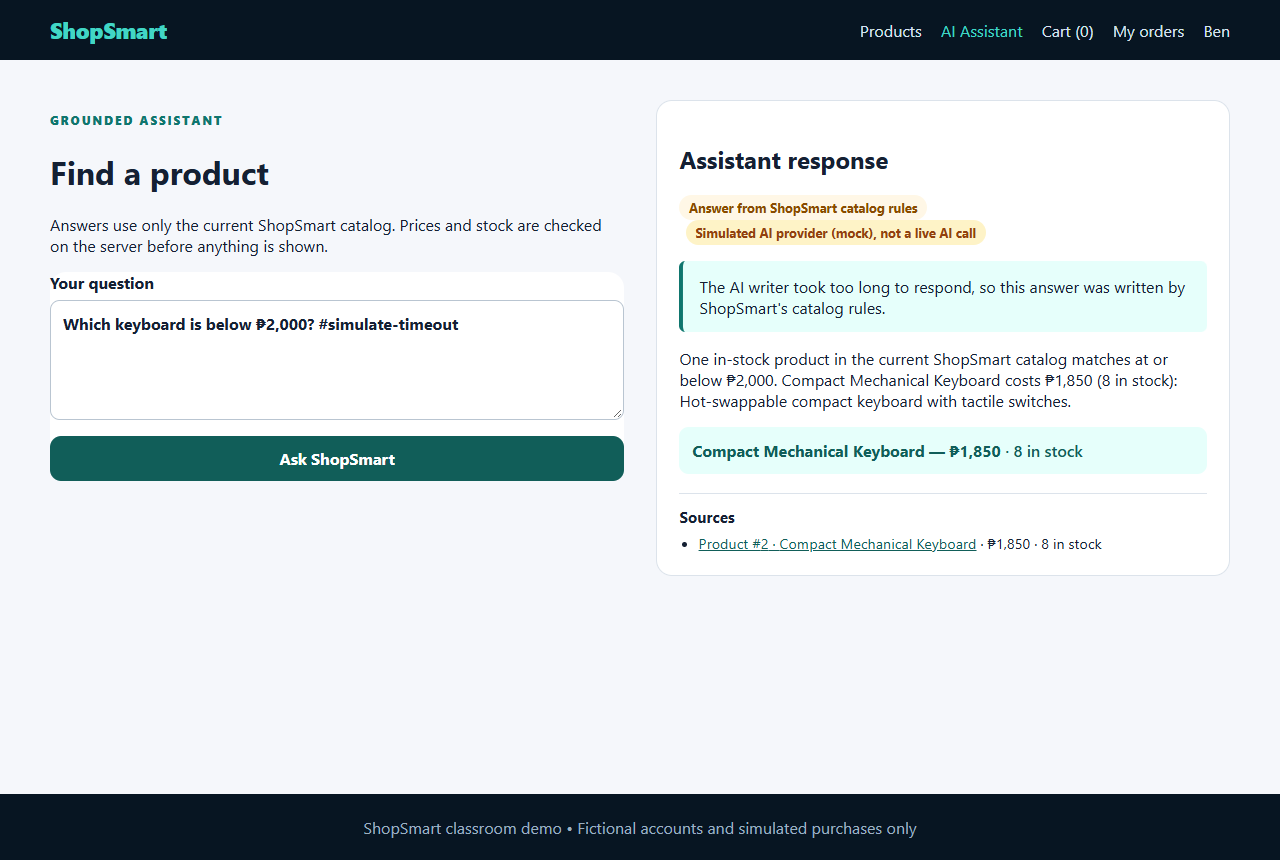 ShopSmart
Products AI Assistant Cart (0) My orders Ben
GROUNDED ASSISTANT
Find a product
Answers use only the current ShopSmart catalog. Prices and stock are checked
on the server before anything is shown.
Your question
Which keyboard is below ₱2,000? #simulate-timeout
Ask ShopSmart
Assistant response
Answer from ShopSmart catalog rules
Simulated AI provider (mock), not a live AI call
The AI writer took too long to respond, so this answer was written by
ShopSmart's catalog rules.
One in-stock product in the current ShopSmart catalog matches at or
below ₱2,000. Compact Mechanical Keyboard costs ₱1,850 (8 in stock):
Hot-swappable compact keyboard with tactile switches.
Compact Mechanical Keyboard — ₱1,850 · 8 in stock
Sources
• Product #2 · Compact Mechanical Keyboard · ₱1,850 · 8 in stock
ShopSmart classroom demo • Fictional accounts and simulated purchases only